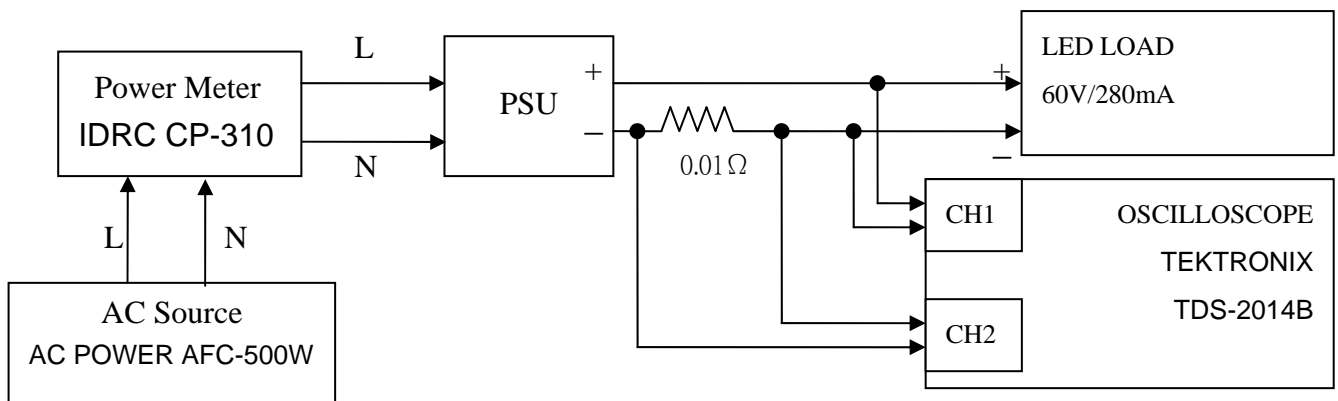 Power Meter
IDRC CP-310
L
N
PSU
+
−
0.01Ω
LED LOAD
60V/280mA
+
−
CH1
CH2
OSCILLOSCOPE
TEKTRONIX
TDS-2014B
L
N
AC Source
AC POWER AFC-500W